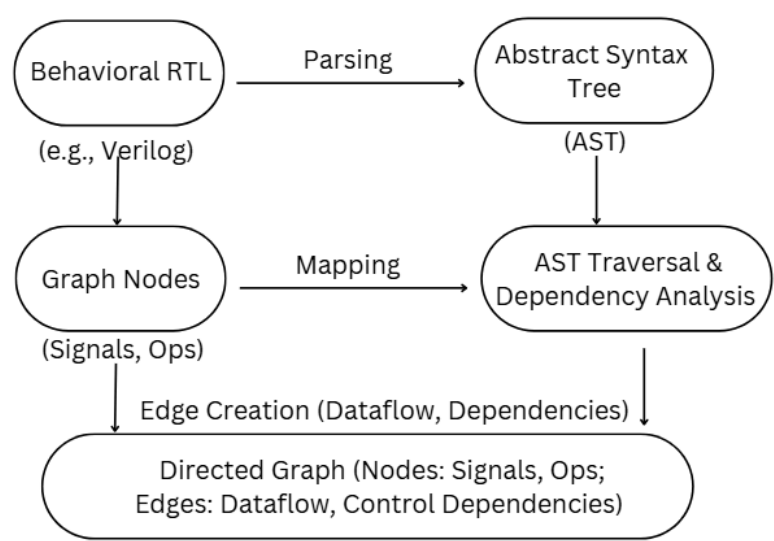 Behavioral RTL
Parsing
Abstract Syntax
Tree
(e.g., Verilog)
(AST)
Graph Nodes
Mapping
AST Traversal &
Dependency Analysis
(Signals, Ops)
Edge Creation (Dataflow, Dependencies)
Directed Graph (Nodes: Signals, Ops;
Edges: Dataflow, Control Dependencies)